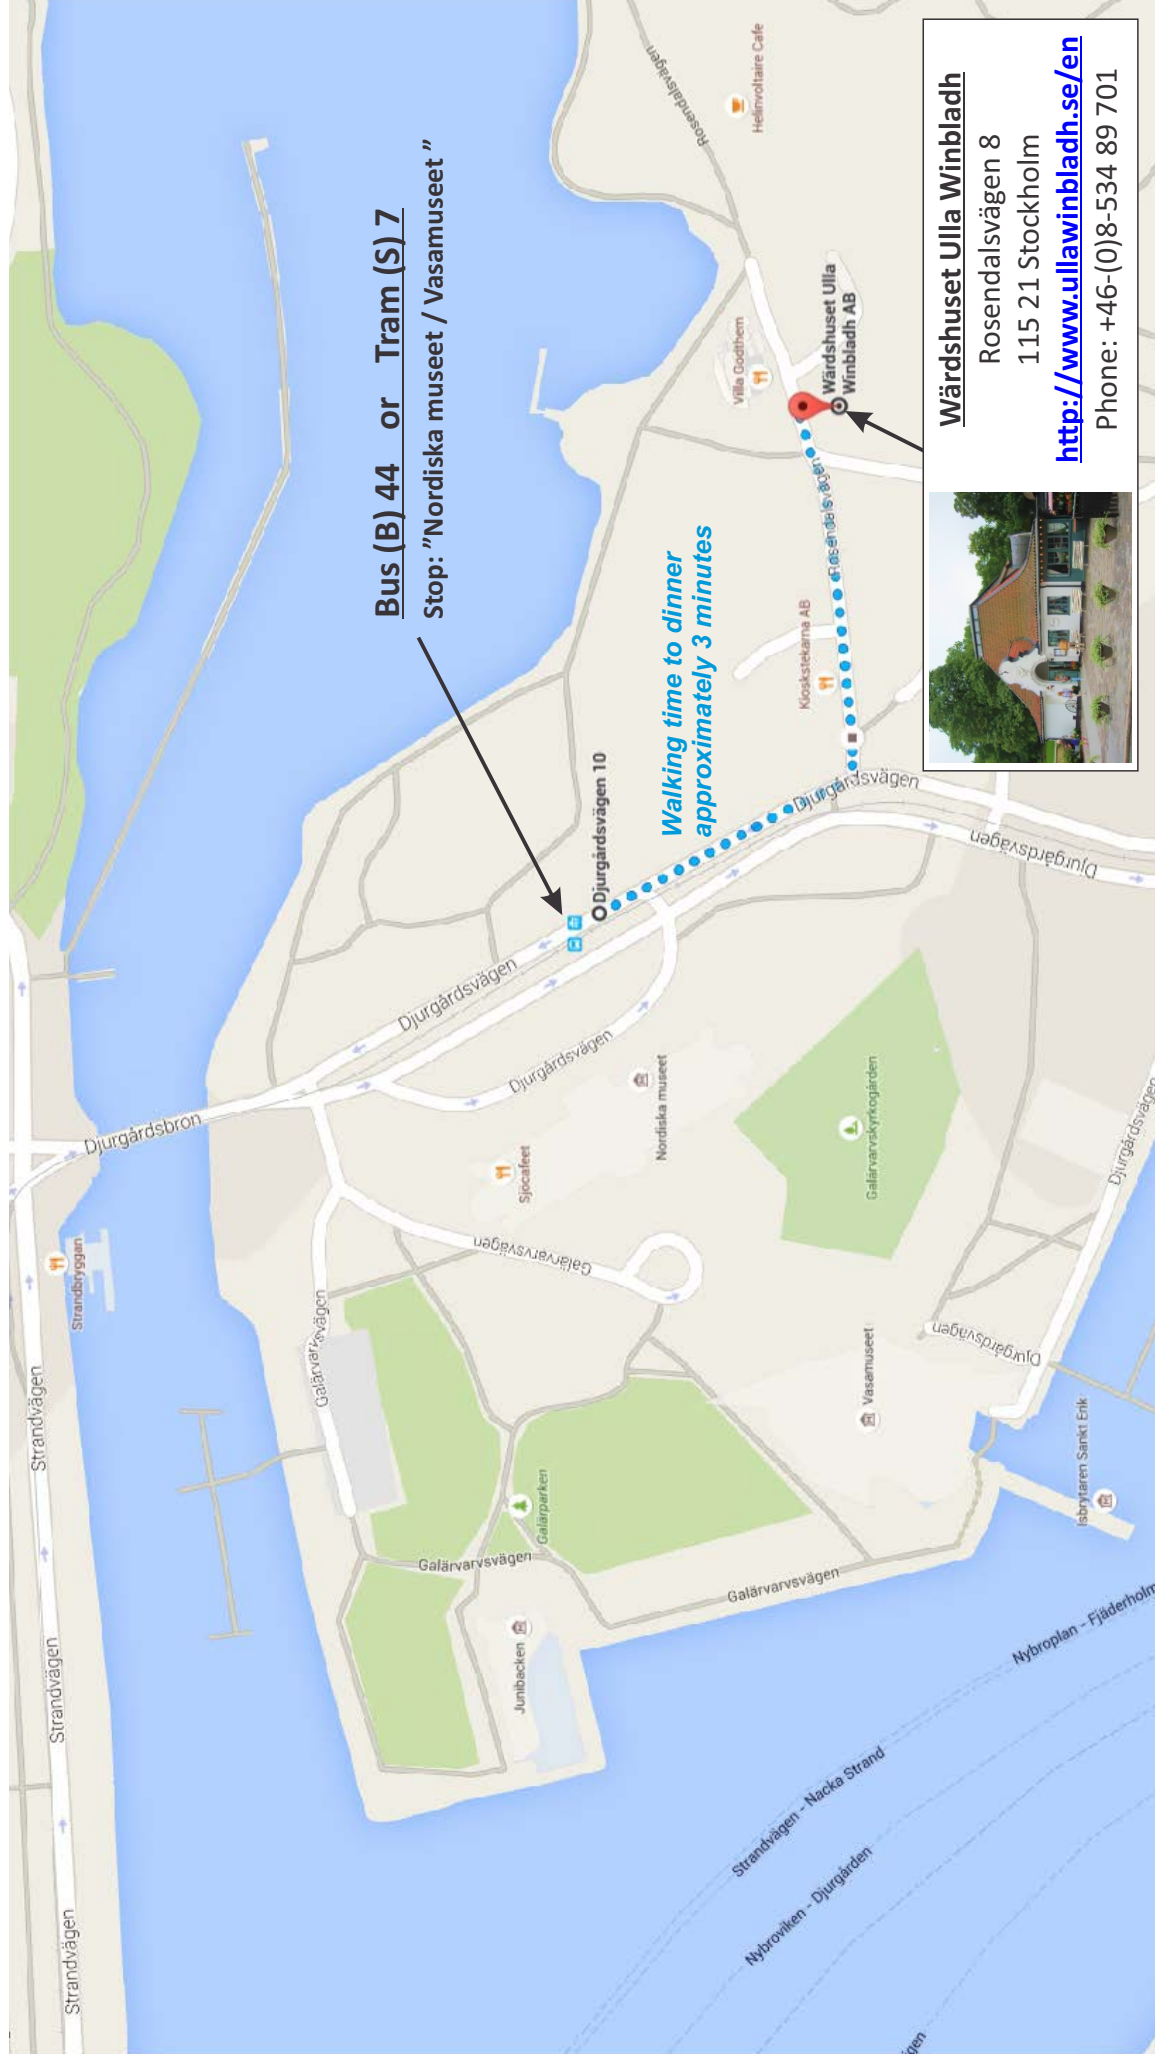 Strandvägen
Strandvägen
Strandvägen
Strandbryggan
Djurgårdsbron
Bus (B) 44 or Tram (S) 7
Stop: ”Nordiska museet / Vasamuseet ”
Djurgårdsvägen
Djurgårdsvägen 10
Walking time to dinner
approximately 3 minutes
Galärvarvsvägen
Galärvarvsvägen
Djurgårdsvägen
Sjöcafeet
Nordiska museet
Galärparken
Galärvarvsvägen
Junibacken
Galärvarvsvägen
Rosendalsvägen
Helinvoltaire Cafe
Villa Godthem
Wärdshuset Ulla
Winbladh AB
Rosendalsvägen
Kioskstekarna AB
Djurgårdsvägen
Djurgårdsvägen
Galärvarvskyrkogården
Vasamuseet
Djurgårdsvägen
Djurgårdsvägen
Isbrytaren Sankt Erik
Nybroplan - Fjäderholm
Strandvägen - Nacka Strand
Nybroviken - Djurgården
gen
Wärdshuset Ulla Winbladh
Rosendalsvägen 8
115 21 Stockholm
http://www.ullawinbladh.se/en
Phone: +46-(0)8-534 89 701